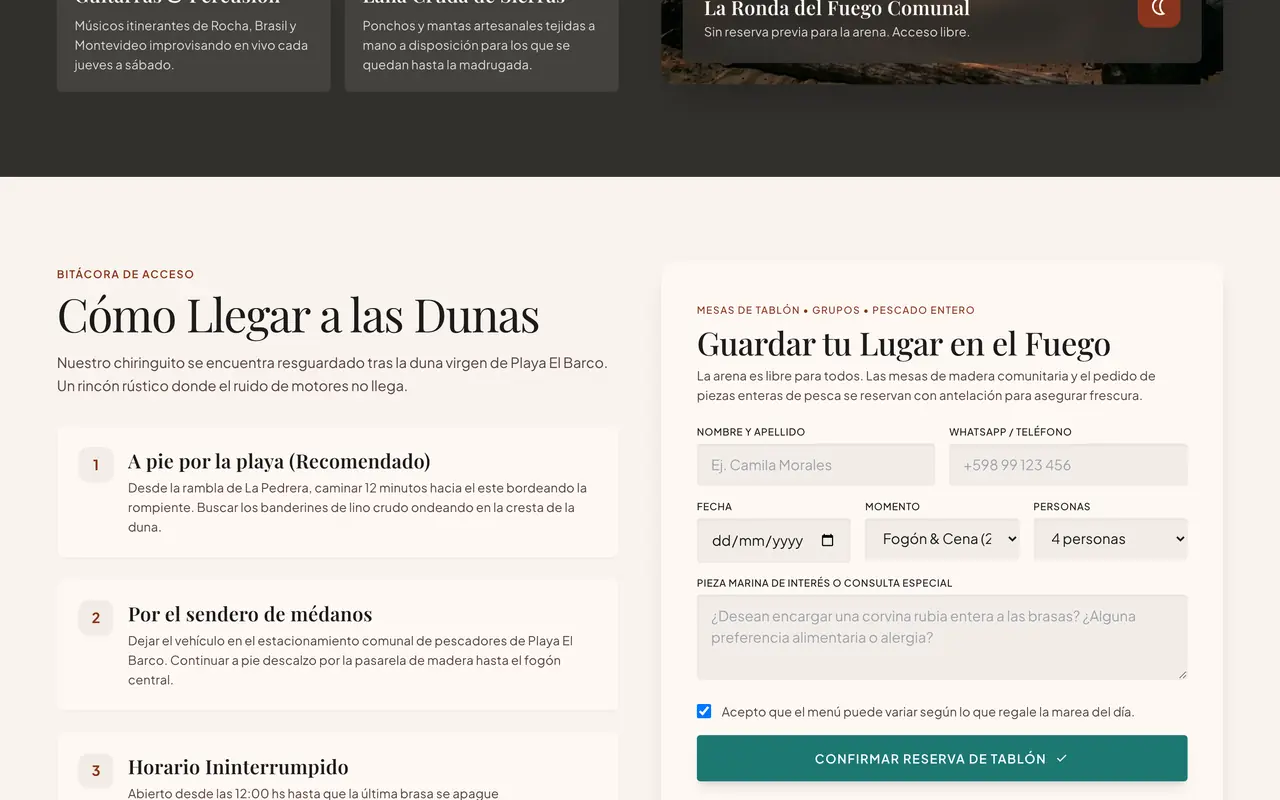 Guitarras & Percusión
Músicos itinerantes de Rocha, Brasil y
Montevideo improvisando en vivo cada
jueves a sábado.
Lana Cruda de Sierras
Ponchos y mantas artesanales tejidas a
mano a disposición para los que se
quedan hasta la madrugada.
La Ronda del Fuego Comunal
Sin reserva previa para la arena. Acceso libre.
BITÁCORA DE ACCESO
Cómo Llegar a las Dunas
Nuestro chiringuito se encuentra resguardado tras la duna virgen de Playa El Barco.
Un rincón rústico donde el ruido de motores no llega.
1
A pie por la playa (Recomendado)
Desde la rambla de La Pedrera, caminar 12 minutos hacia el este bordeando la
rompiente. Buscar los banderines de lino crudo ondeando en la cresta de la
duna.
2
Por el sendero de médanos
Dejar el vehículo en el estacionamiento comunal de pescadores de Playa El
Barco. Continuar a pie descalzo por la pasarela de madera hasta el fogón
central.
3
Horario Ininterrumpido
Abierto desde las 12:00 hs hasta que la última brasa se apague
MESAS DE TABLÓN • GRUPOS • PESCADO ENTERO
Guardar tu Lugar en el Fuego
La arena es libre para todos. Las mesas de madera comunitaria y el pedido de
piezas enteras de pesca se reservan con antelación para asegurar frescura.
NOMBRE Y APELLIDO
Ej. Camila Morales
WHATSAPP / TELÉFONO
+598 99 123 456
FECHA
dd/mm/yyyy
MOMENTO
Fogón & Cena (2
PERSONAS
4 personas
PIEZA MARINA DE INTERÉS O CONSULTA ESPECIAL
¿Desean encargar una corvina rubia entera a las brasas? ¿Alguna
preferencia alimentaria o alergia?
Acepto que el menú puede variar según lo que regale la marea del día.
CONFIRMAR RESERVA DE TABLÓN